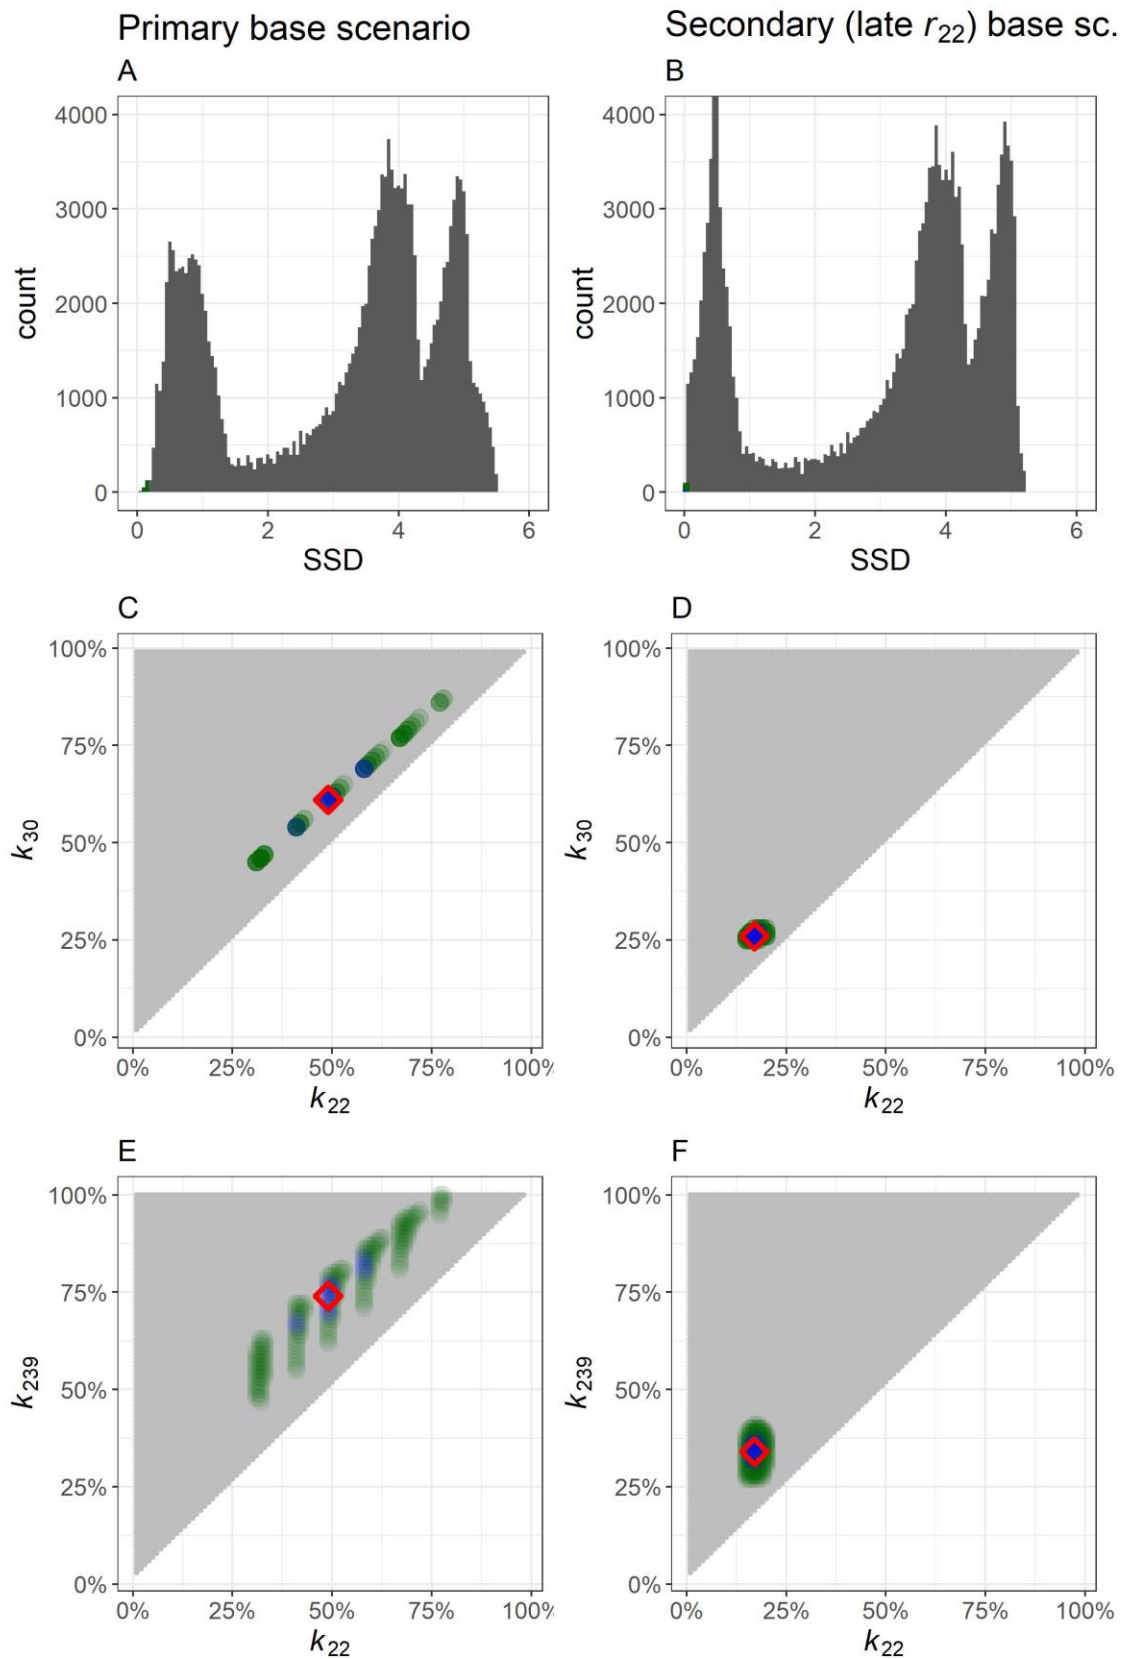 Primary base scenario
Secondary (late r22) base sc.
A
B
4000
3000
2000
1000
0
count
0 2 4 6
SSD
4000
3000
2000
1000
0
count
0 2 4 6
SSD
C
D
100%
75%
50%
25%
0%
k30
0% 25% 50% 75% 100%
k22
100%
75%
50%
25%
0%
k30
0% 25% 50% 75% 100%
k22
E
F
100%
75%
50%
25%
0%
k239
0% 25% 50% 75% 100%
k22
100%
75%
50%
25%
0%
k239
0% 25% 50% 75% 100%
k22